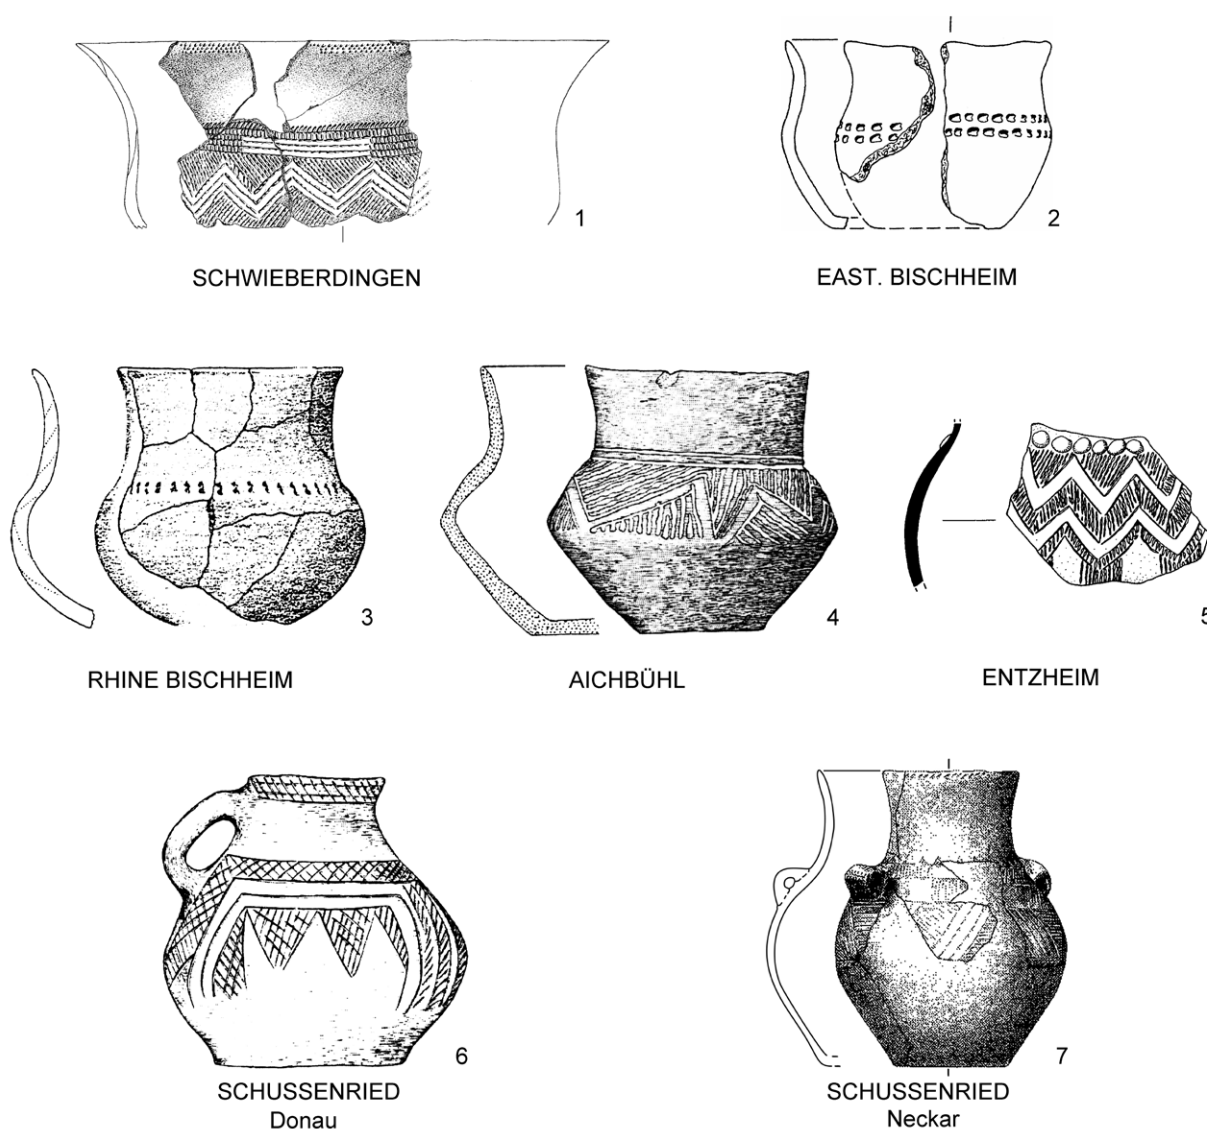 1
2
SCHWIEBERDINGEN
EAST. BISCHHEIM
3
4
5
RHINE BISCHHEIM
AICHBÜHL
ENTZHEIM
6
7
SCHUSSENRIED
Donau
SCHUSSENRIED
Neckar